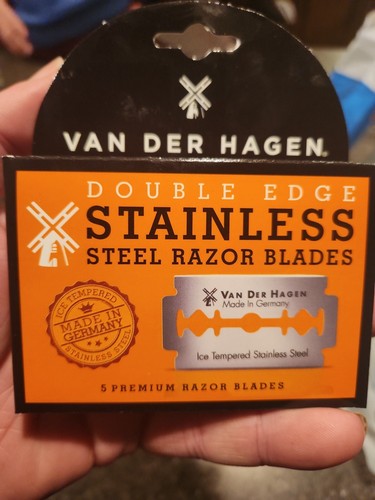 VAN DER HAGEN.
DOUBLE EDGE
STAINLESS
STEEL RAZOR BLADES
ICE TEMPERED
MADE IN
GERMANY
STAINLESS STEEL
VAN DER HAGEN
Made in Germany
Ice Tempered Stainless Steel
5 PREMIUM RAZOR BLADES